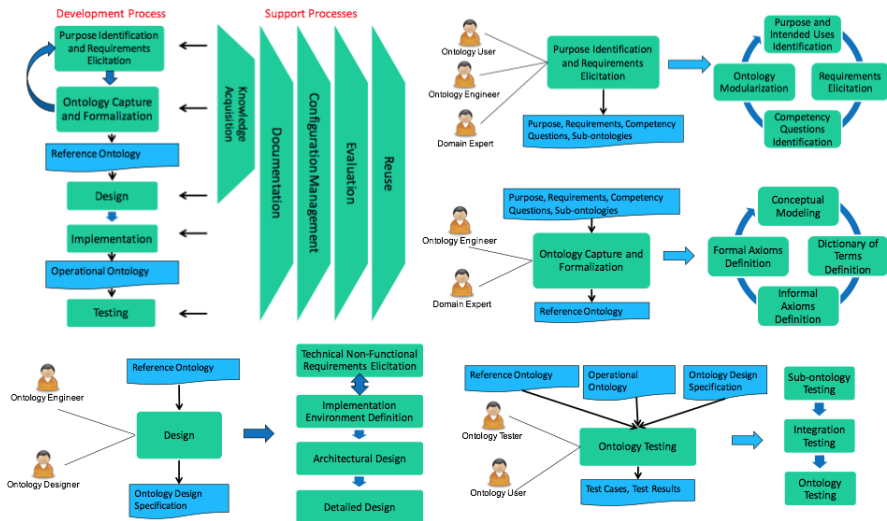 Development Process
Support Processes
Purpose Identification
and Requirements
Elicitation
Ontology Capture
and Formalization
Reference Ontology
Design
Implementation
Operational Ontology
Testing
Knowledge
Acquisition
Documentation
Configuration Management
Evaluation
Reuse
Ontology User
Ontology Engineer
Domain Expert
Purpose Identification
and Requirements
Elicitation
Purpose, Requirements, Competency
Questions, Sub-ontologies
Purpose and
Intended Uses
Identification
Ontology
Modularization
Requirements
Elicitation
Competency
Questions
Identification
Purpose, Requirements, Competency
Questions, Sub-ontologies
Ontology Engineer
Domain Expert
Ontology Capture and
Formalization
Reference Ontology
Conceptual
Modeling
Formal Axioms
Definition
Dictionary of
Terms
Definition
Informal
Axioms
Definition
Reference Ontology
Ontology Engineer
Ontology Designer
Design
Ontology Design
Specification
Technical Non-Functional
Requirements Elicitation
Implementation
Environment Definition
Architectural Design
Detailed Design
Reference Ontology
Operational
Ontology
Ontology Design
Specification
Ontology Tester
Ontology User
Ontology Testing
Test Cases, Test Results
Sub-ontology
Testing
Integration
Testing
Ontology
Testing